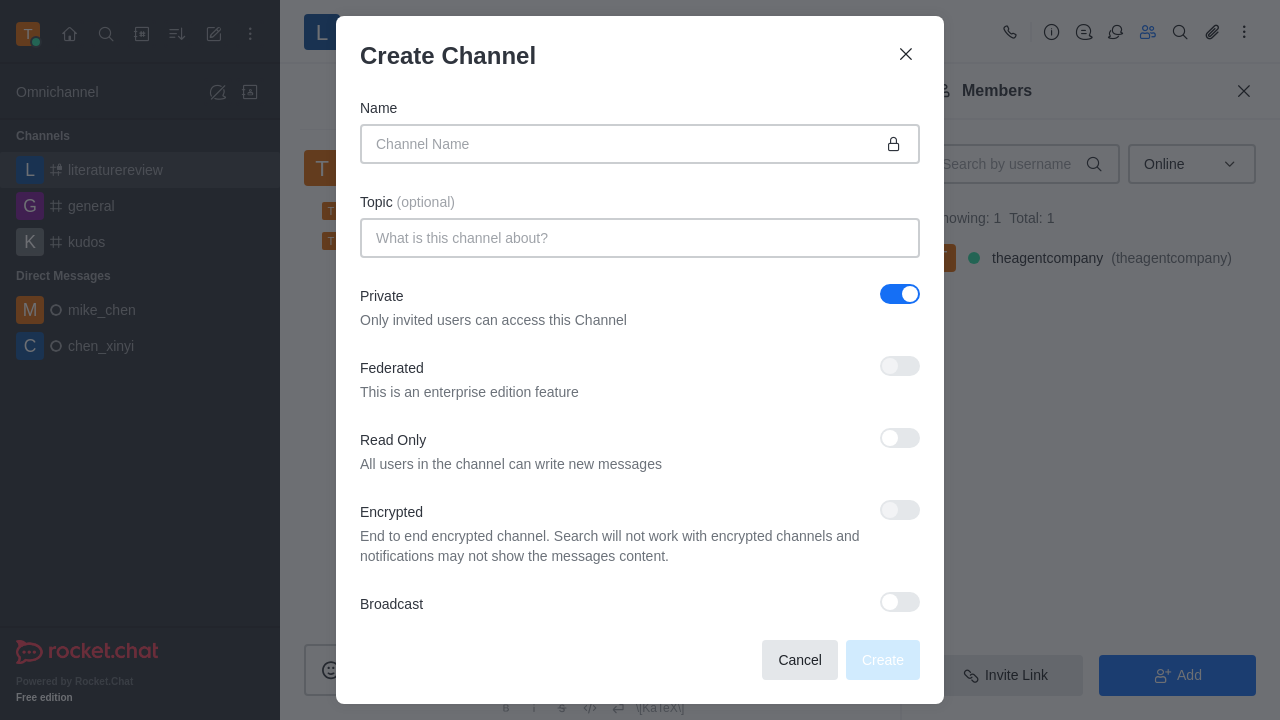 T
L
Create Channel
Omnichannel
Members
Name
Channels
Channel Name
L literaturereview
T
Search by username
Online
G general
Topic (optional)
T
nowing: 1 Total: 1
K kudos
What is this channel about?
T
theagentcompany (theagentcompany)
Direct Messages
Private
M mike_chen
Only invited users can access this Channel
C chen_xinyi
Federated
This is an enterprise edition feature
Read Only
All users in the channel can write new messages
Encrypted
End to end encrypted channel. Search will not work with encrypted channels and
notifications may not show the messages content.
Broadcast
rocket.chat
Cancel
Create
Invite Link
Add
Powered by Rocket.Chat
Free edition
B i S \[KaTeX\]